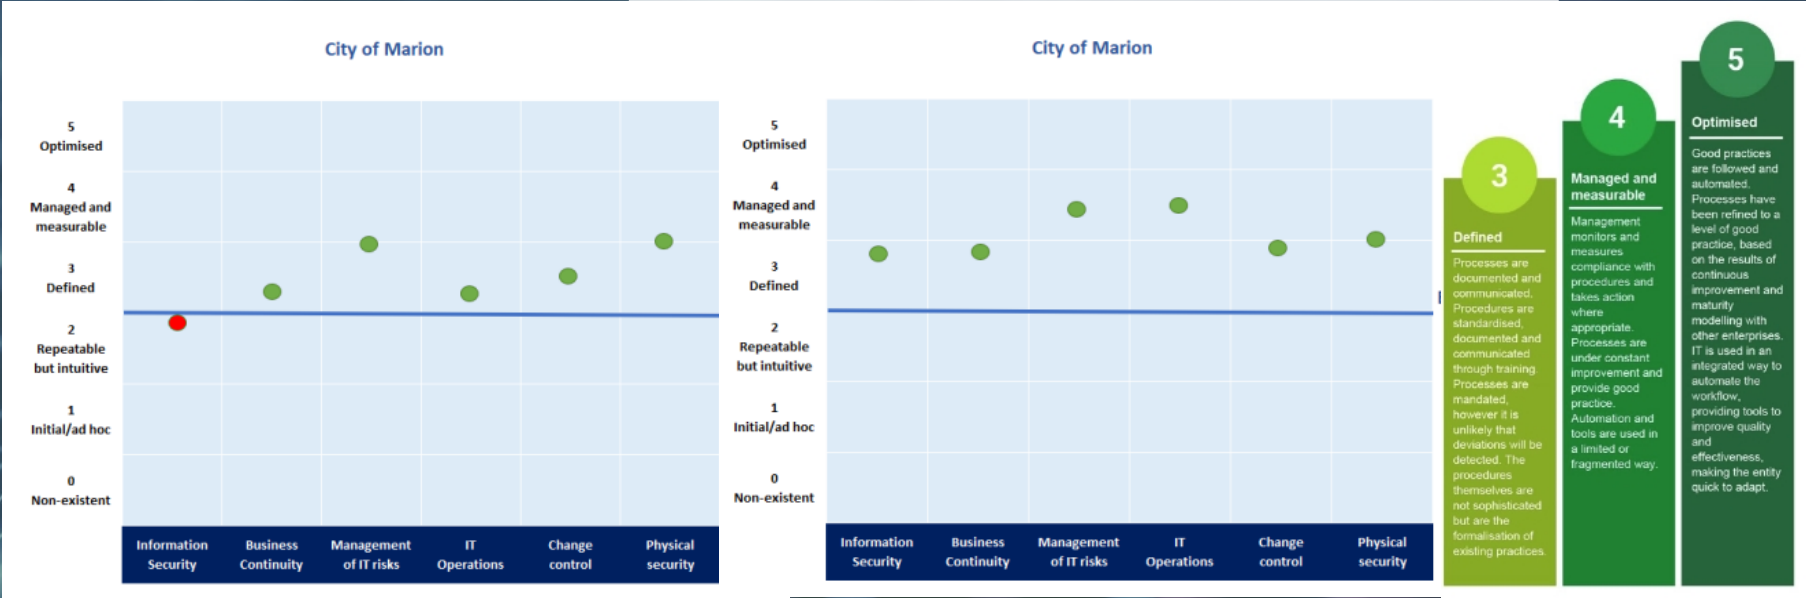 City of Marion
5
Optimised
4
Managed and
measurable
3
Defined
2
Repeatable
but intuitive
1
Initial/ad hoc
0
Non-existent
Information
Security
Business
Continuity
Management
of IT risks
IT
Operations
Change
control
Physical
security
City of Marion
5
Optimised
4
Managed and
measurable
3
Defined
2
Repeatable
but intuitive
1
Initial/ad hoc
0
Non-existent
Information
Security
Business
Continuity
Management
of IT risks
IT
Operations
Change
control
Physical
security
3
Defined
Processes are
documented and
communicated.
Procedures are
standardised,
documented and
communicated
through training.
Processes are
mandated,
however it is
unlikely that
deviations will be
detected. The
procedures
themselves are
not sophisticated
but are the
formalisation of
existing practices.
4
Managed and
measurable
Management
monitors and
measures
compliance with
procedures and
takes action
where
appropriate.
Processes are
under constant
improvement and
provide good
practice.
Automation and
tools are used in
a limited or
fragmented way.
5
Optimised
Good practices
are followed and
automated.
Processes have
been refined to a
level of good
practice, based
on the results of
continuous
improvement and
maturity
modelling with
other enterprises.
IT is used in an
integrated way to
automate the
workflow,
providing tools to
improve quality
and
effectiveness,
making the entity
quick to adapt.